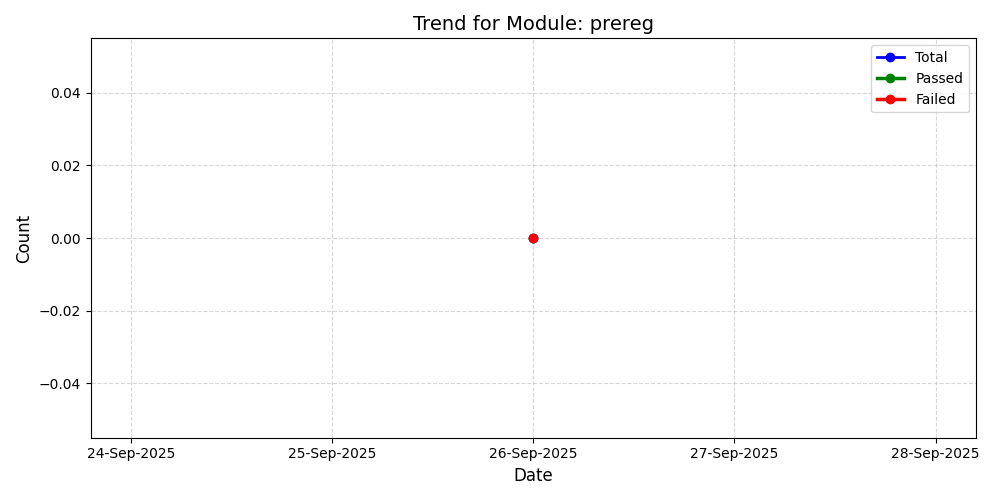 Trend for Module: prereg
Total
Passed
Failed
0.04
0.02
0.00
−0.02
−0.04
Count
24-Sep-2025
25-Sep-2025
26-Sep-2025
27-Sep-2025
28-Sep-2025
Date